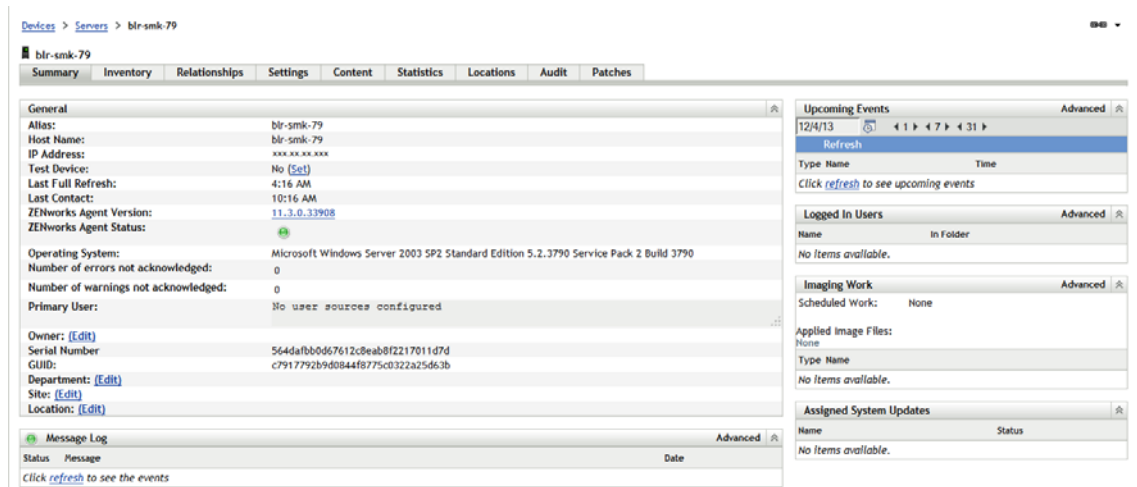 Devices > Servers > blr-smk-79
blr-smk-79
Summary Inventory Relationships Settings Content Statistics Locations Audit Patches
General
Alias: blr-smk-79
Host Name: blr-smk-79
IP Address: xxx.xx.xx.xxx
Test Device: No (Set)
Last Full Refresh: 4:16 AM
Last Contact: 10:16 AM
ZENworks Agent Version: 11.3.0.33908
ZENworks Agent Status:
Operating System: Microsoft Windows Server 2003 SP2 Standard Edition 5.2.3790 Service Pack 2 Build 3790
Number of errors not acknowledged: 0
Number of warnings not acknowledged: 0
Primary User: No user sources configured
Owner: (Edit)
Serial Number 564dafbb0d67612c8eab8f2217011d7d
GUID: c7917792b9d0844f8775c0322a25d63b
Department: (Edit)
Site: (Edit)
Location: (Edit)
Message Log Advanced
Status Message Date
Click refresh to see the events
Upcoming Events Advanced
12/4/13 1 7 31
Refresh
Type Name Time
Click refresh to see upcoming events
Logged In Users Advanced
Name In Folder
No items available.
Imaging Work Advanced
Scheduled Work: None
Applied Image Files:
None
Type Name
No items available.
Assigned System Updates
Name Status
No items available.